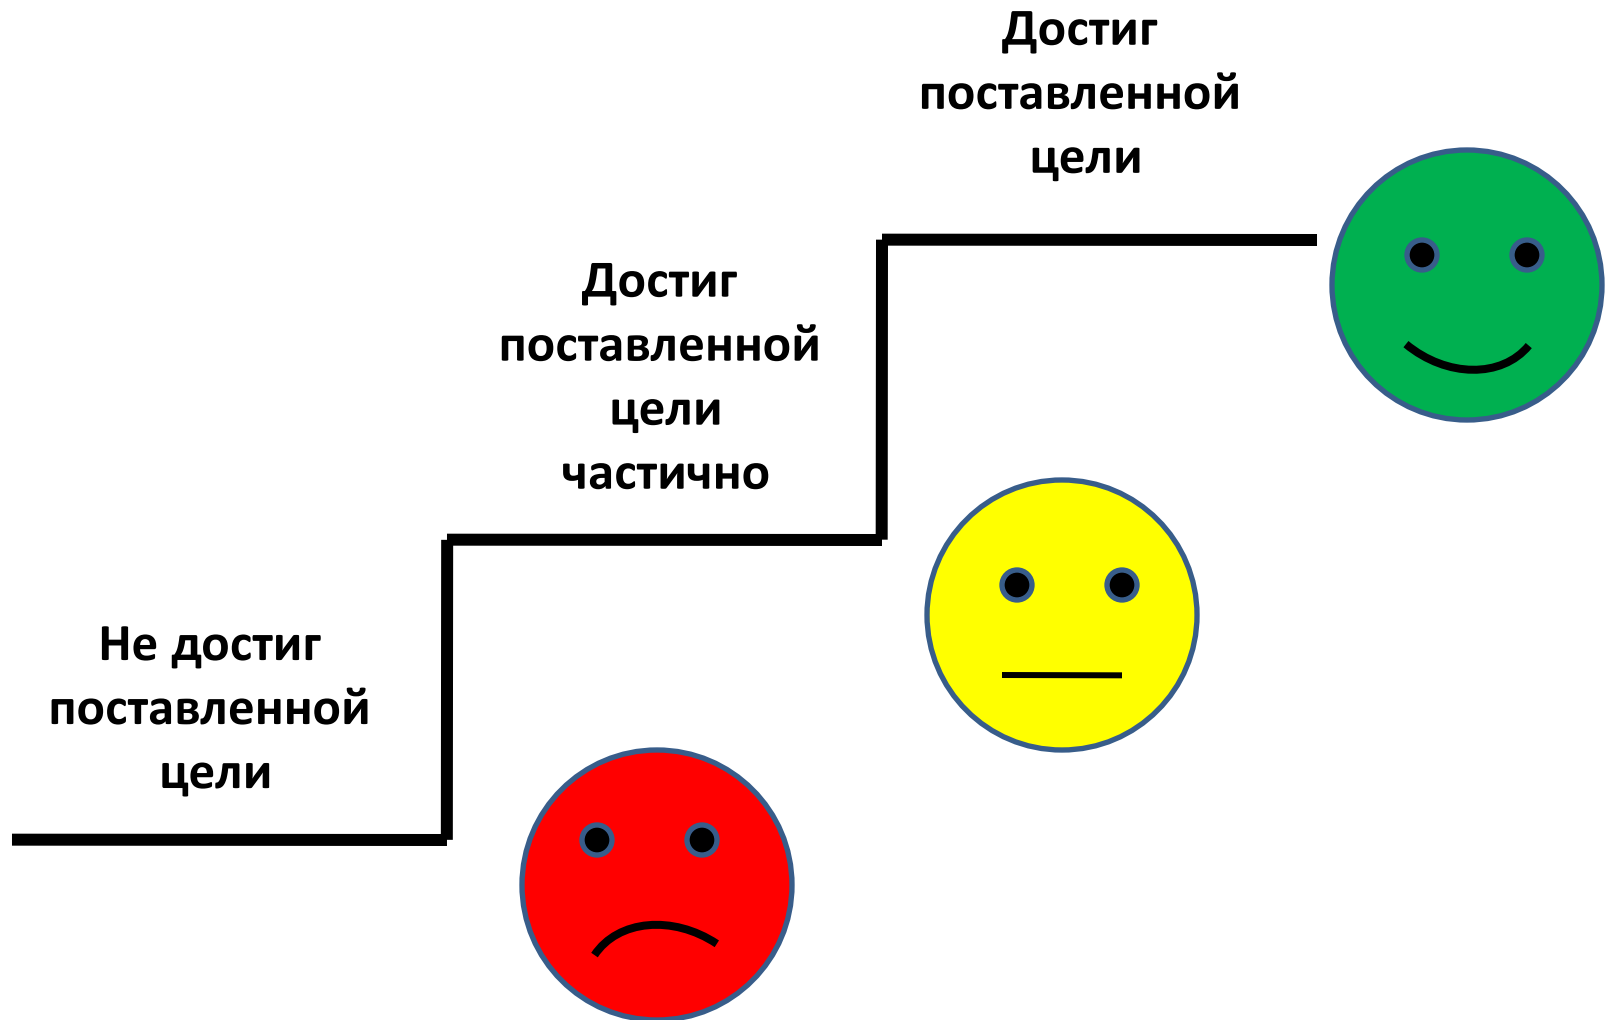 Достиг
поставленной
цели
Достиг
поставленной
цели
частично
Не достиг
поставленной
цели